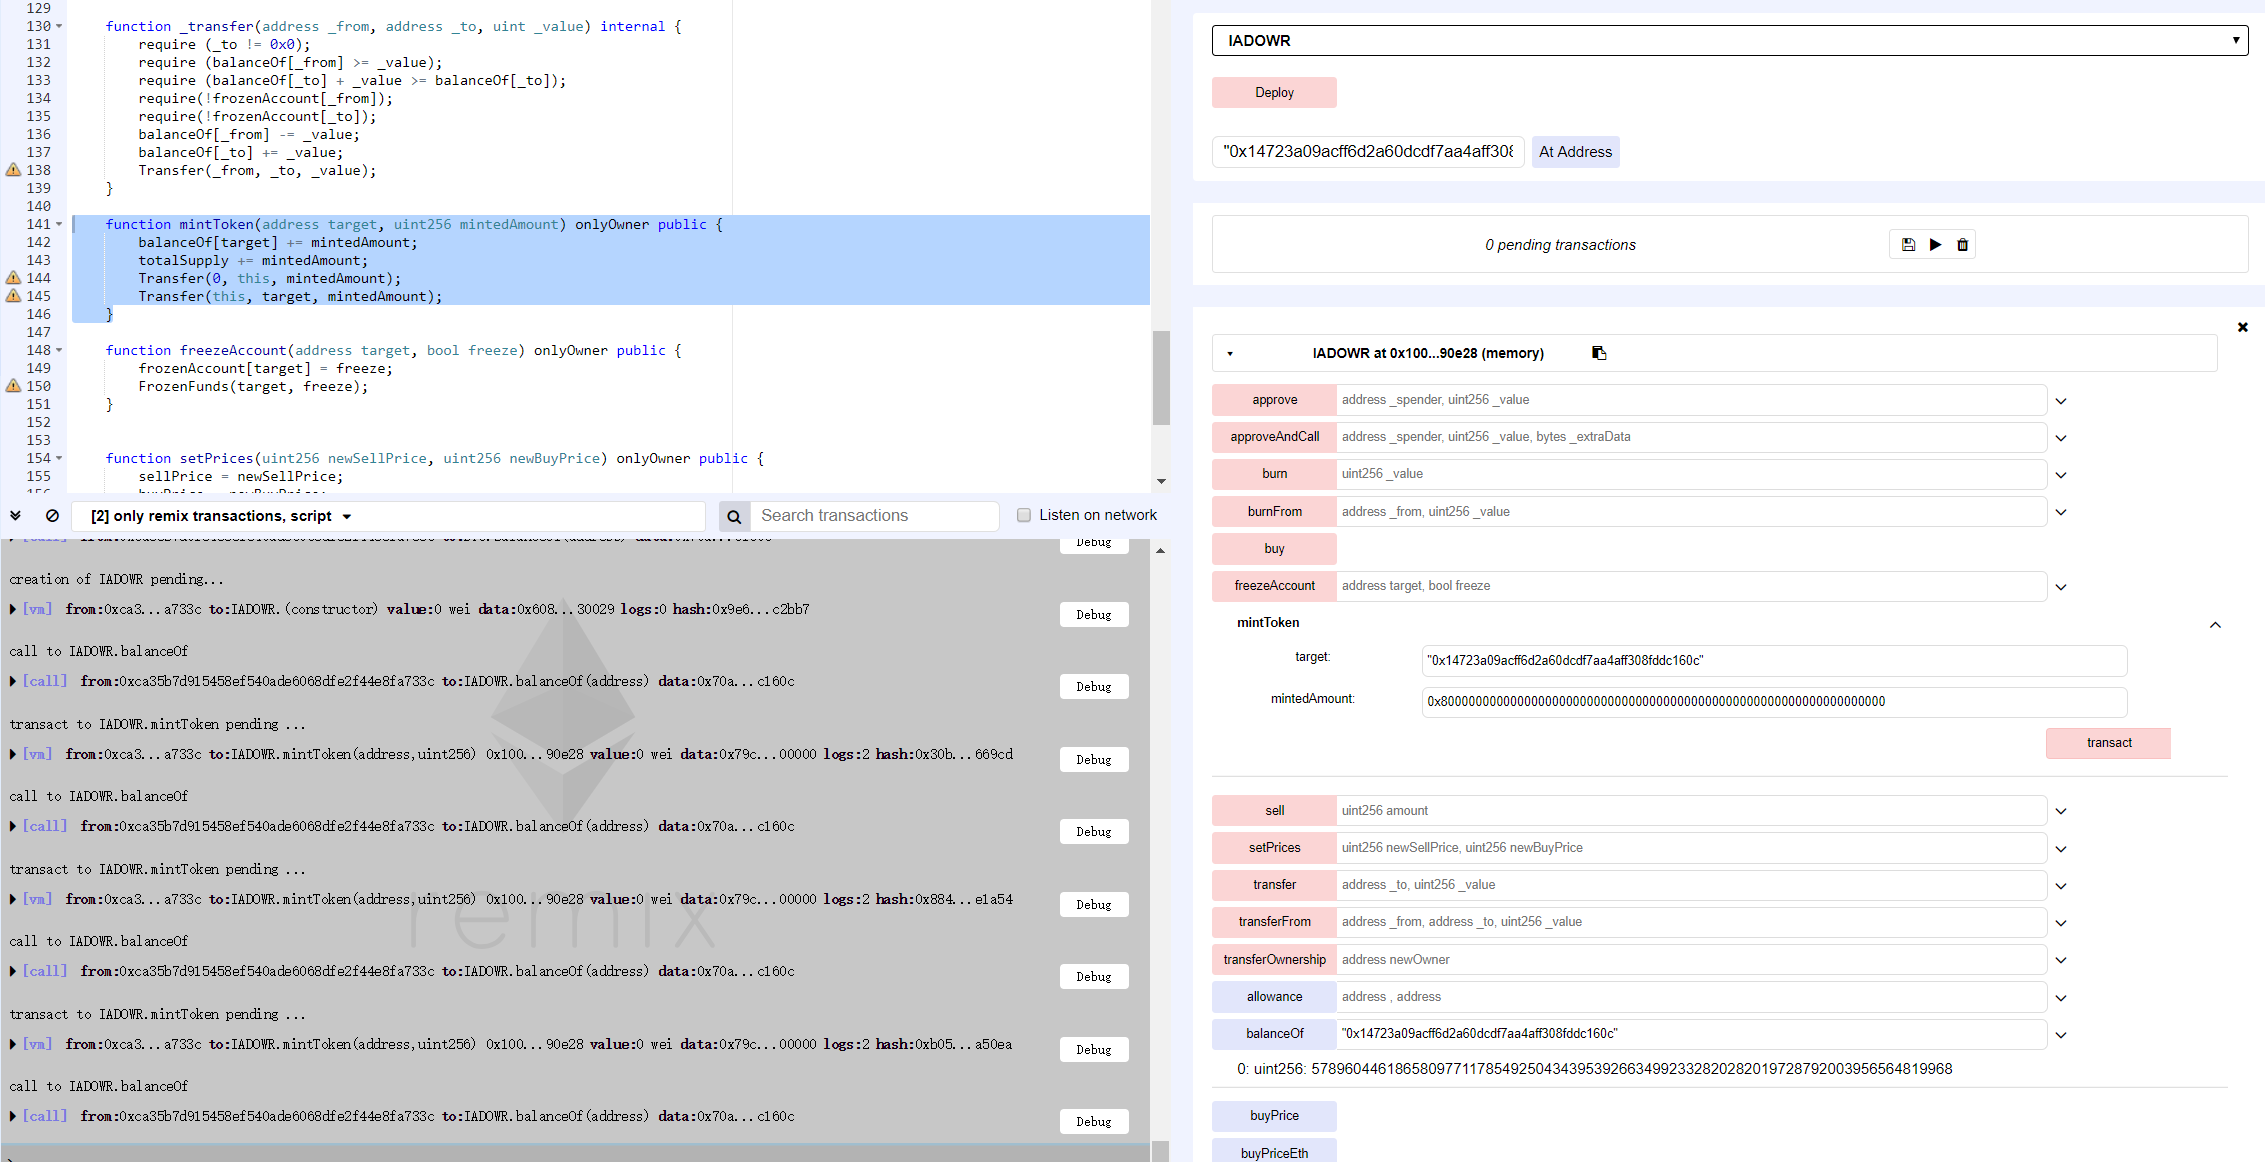 129
130 function _transfer(address _from, address _to, uint _value) internal {
131 require (_to != 0x0);
132 require (balanceOf[_from] >= _value);
133 require (balanceOf[_to] + _value >= balanceOf[_to]);
134 require(!frozenAccount[_from]);
135 require(!frozenAccount[_to]);
136 balanceOf[_from] -= _value;
137 balanceOf[_to] += _value;
138 Transfer(_from, _to, _value);
139 }
140
141 function mintToken(address target, uint256 mintedAmount) onlyOwner public {
142 balanceOf[target] += mintedAmount;
143 totalSupply += mintedAmount;
144 Transfer(0, this, mintedAmount);
145 Transfer(this, target, mintedAmount);
146 }
147
148 function freezeAccount(address target, bool freeze) onlyOwner public {
149 frozenAccount[target] = freeze;
150 FrozenFunds(target, freeze);
151 }
152
153
154 function setPrices(uint256 newSellPrice, uint256 newBuyPrice) onlyOwner public {
155 sellPrice = newSellPrice;
[2] only remix transactions, script
Search transactions
Listen on network
Debug
creation of IADOWR pending...
[vm] from:0xca3...a733c to:IADOWR.(constructor) value:0 wei data:0x608...30029 logs:0 hash:0x9e6...c2bb7 Debug
call to IADOWR.balanceOf
[call] from:0xca35b7d915458ef540ade6068dfe2f44e8fa733c to:IADOWR.balanceOf(address) data:0x70a...c160c Debug
transact to IADOWR.mintToken pending ...
[vm] from:0xca3...a733c to:IADOWR.mintToken(address,uint256) 0x100...90e28 value:0 wei data:0x79c...00000 logs:2 hash:0x30b...669cd Debug
call to IADOWR.balanceOf
[call] from:0xca35b7d915458ef540ade6068dfe2f44e8fa733c to:IADOWR.balanceOf(address) data:0x70a...c160c Debug
transact to IADOWR.mintToken pending ...
[vm] from:0xca3...a733c to:IADOWR.mintToken(address,uint256) 0x100...90e28 value:0 wei data:0x79c...00000 logs:2 hash:0x884...e1a54 Debug
remix
call to IADOWR.balanceOf
[call] from:0xca35b7d915458ef540ade6068dfe2f44e8fa733c to:IADOWR.balanceOf(address) data:0x70a...c160c Debug
transact to IADOWR.mintToken pending ...
[vm] from:0xca3...a733c to:IADOWR.mintToken(address,uint256) 0x100...90e28 value:0 wei data:0x79c...00000 logs:2 hash:0xb05...a50ea Debug
call to IADOWR.balanceOf
[call] from:0xca35b7d915458ef540ade6068dfe2f44e8fa733c to:IADOWR.balanceOf(address) data:0x70a...c160c Debug
IADOWR
Deploy
"0x14723a09acff6d2a60dcdf7aa4aff308 At Address
0 pending transactions
IADOWR at 0x100...90e28 (memory)
approve address _spender, uint256 _value
approveAndCall address _spender, uint256 _value, bytes _extraData
burn uint256 _value
burnFrom address _from, uint256 _value
buy
freezeAccount address target, bool freeze
mintToken
target: "0x14723a09acff6d2a60dcdf7aa4aff308fddc160c"
mintedAmount: 0x8000000000000000000000000000000000000000000000000000000000000000
transact
sell uint256 amount
setPrices uint256 newSellPrice, uint256 newBuyPrice
transfer address _to, uint256 _value
transferFrom address _from, address _to, uint256 _value
transferOwnership address newOwner
allowance address , address
balanceOf "0x14723a09acff6d2a60dcdf7aa4aff308fddc160c"
0: uint256: 57896044618658097711785492504343953926634992332820282019728792003956564819968
buyPrice
buyPriceEth